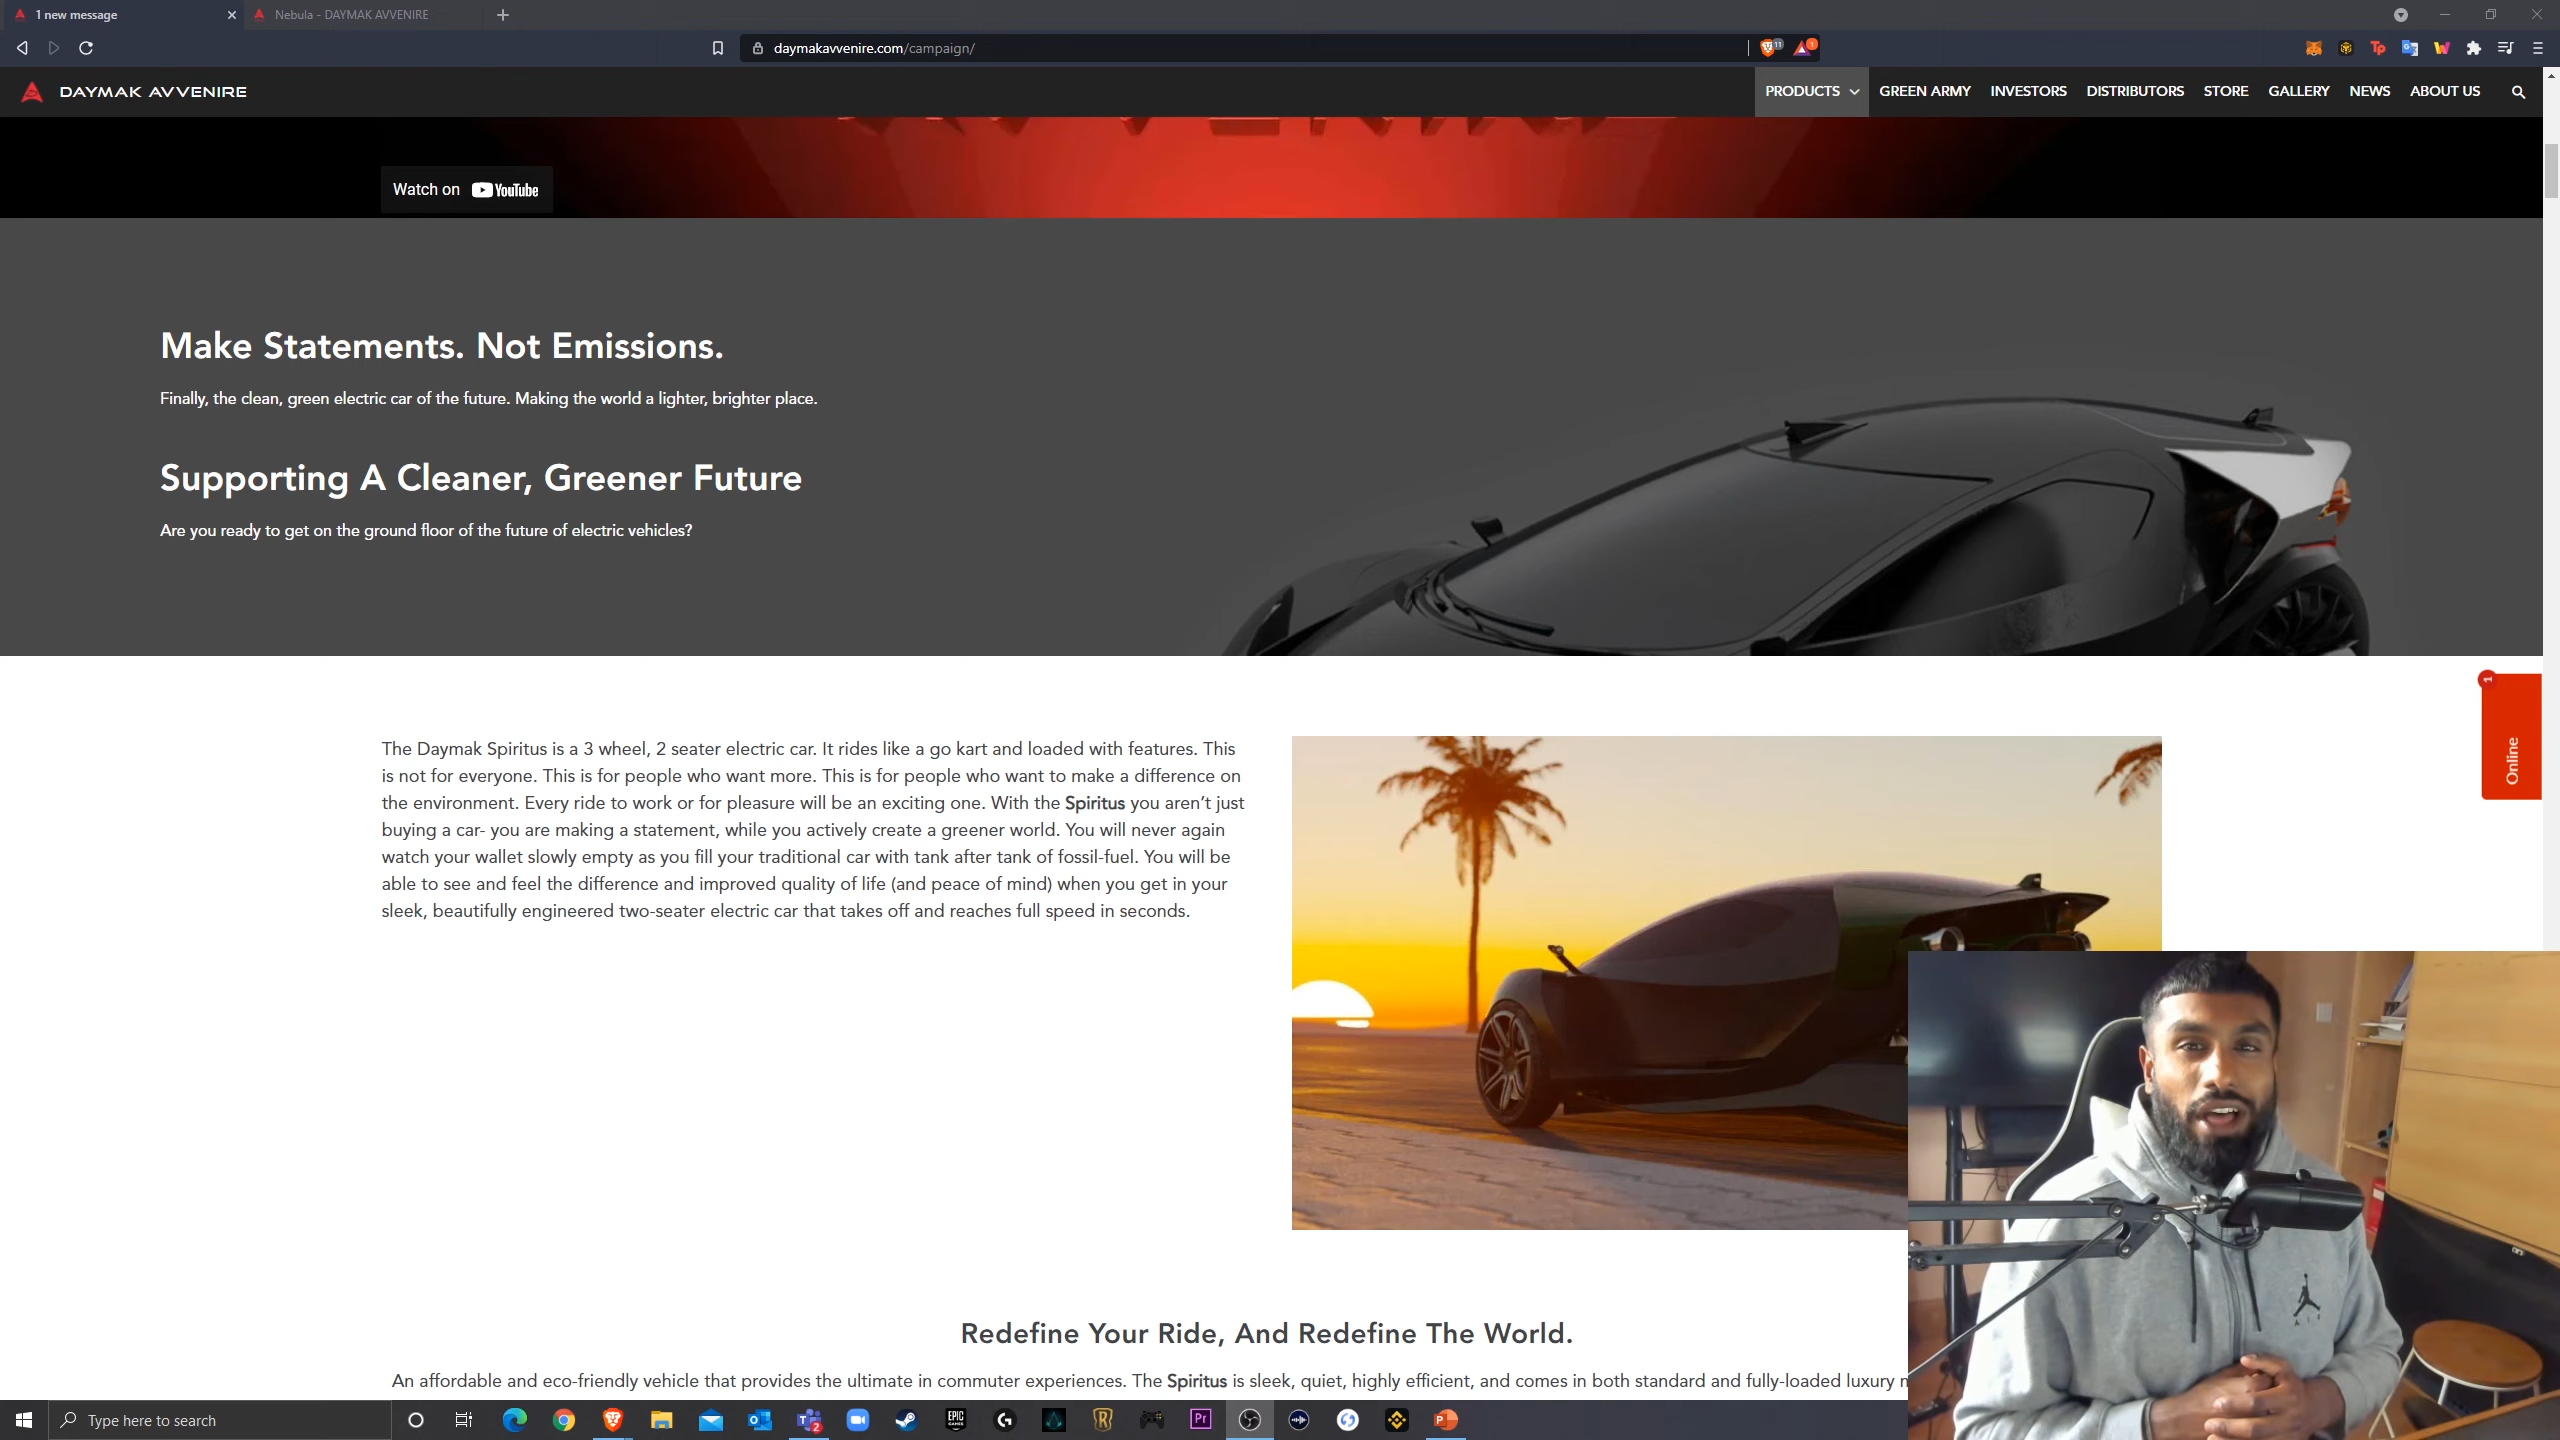 1 new message
Nebula - DAYMAK AVVENIRE
daymakavvenire.com/campaign/
11
1
Tp
DAYMAK AVVENIRE
PRODUCTS
GREEN ARMY
INVESTORS
DISTRIBUTORS
STORE
GALLERY
NEWS
ABOUT US
Watch on YouTube
Make Statements. Not Emissions.
Finally, the clean, green electric car of the future. Making the world a lighter, brighter place.
Supporting A Cleaner, Greener Future
Are you ready to get on the ground floor of the future of electric vehicles?
1
Online
The Daymak Spiritus is a 3 wheel, 2 seater electric car. It rides like a go kart and loaded with features. This
is not for everyone. This is for people who want more. This is for people who want to make a difference on
the environment. Every ride to work or for pleasure will be an exciting one. With the Spiritus you aren't just
buying a car- you are making a statement, while you actively create a greener world. You will never again
watch your wallet slowly empty as you fill your traditional car with tank after tank of fossil-fuel. You will be
able to see and feel the difference and improved quality of life (and peace of mind) when you get in your
sleek, beautifully engineered two-seater electric car that takes off and reaches full speed in seconds.
Redefine Your Ride, And Redefine The World.
An affordable and eco-friendly vehicle that provides the ultimate in commuter experiences. The Spiritus is sleek, quiet, highly efficient, and comes in both standard and fully-loaded luxury
Type here to search
2
EPIC GAMES
Pr